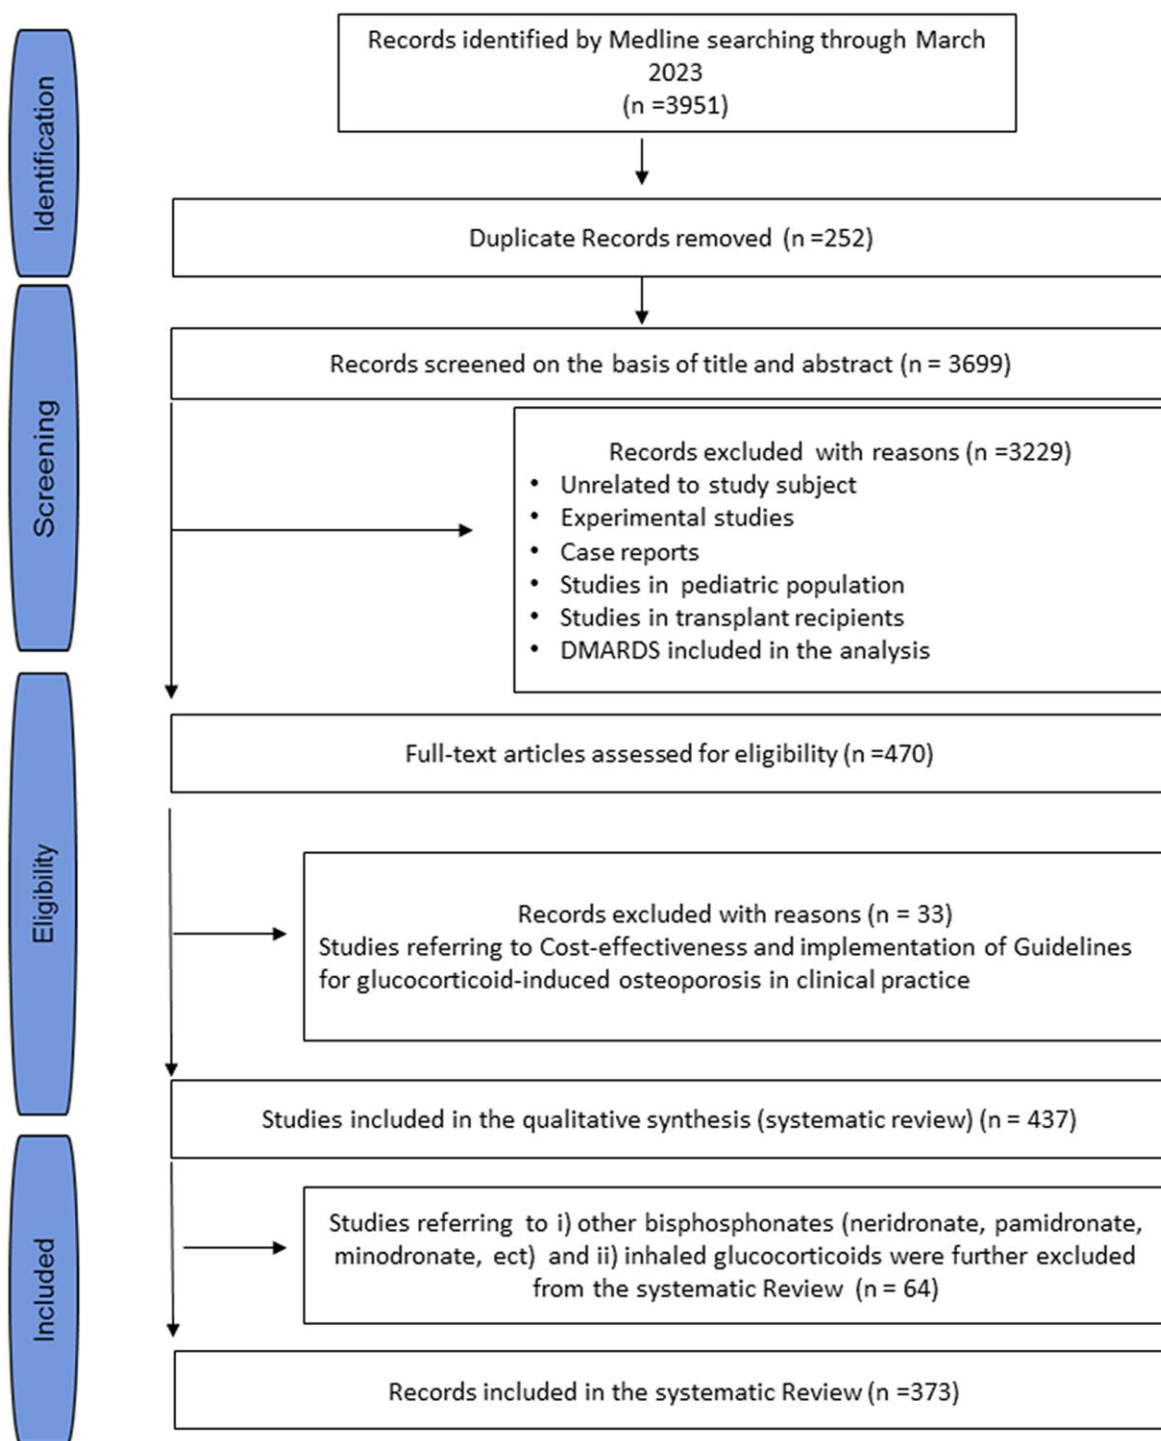 Identification
Records identified by Medline searching through March
2023
(n =3951)
Duplicate Records removed (n =252)
Screening
Records screened on the basis of title and abstract (n = 3699)
Records excluded with reasons (n =3229)
• Unrelated to study subject
• Experimental studies
• Case reports
• Studies in pediatric population
• Studies in transplant recipients
• DMARDS included in the analysis
Eligibility
Full-text articles assessed for eligibility (n =470)
Records excluded with reasons (n = 33)
Studies referring to Cost-effectiveness and implementation of Guidelines
for glucocorticoid-induced osteoporosis in clinical practice
Studies included in the qualitative synthesis (systematic review) (n = 437)
Included
Studies referring to i) other bisphosphonates (neridronate, pamidronate,
minodronate, ect) and ii) inhaled glucocorticoids were further excluded
from the systematic Review (n = 64)
Records included in the systematic Review (n =373)